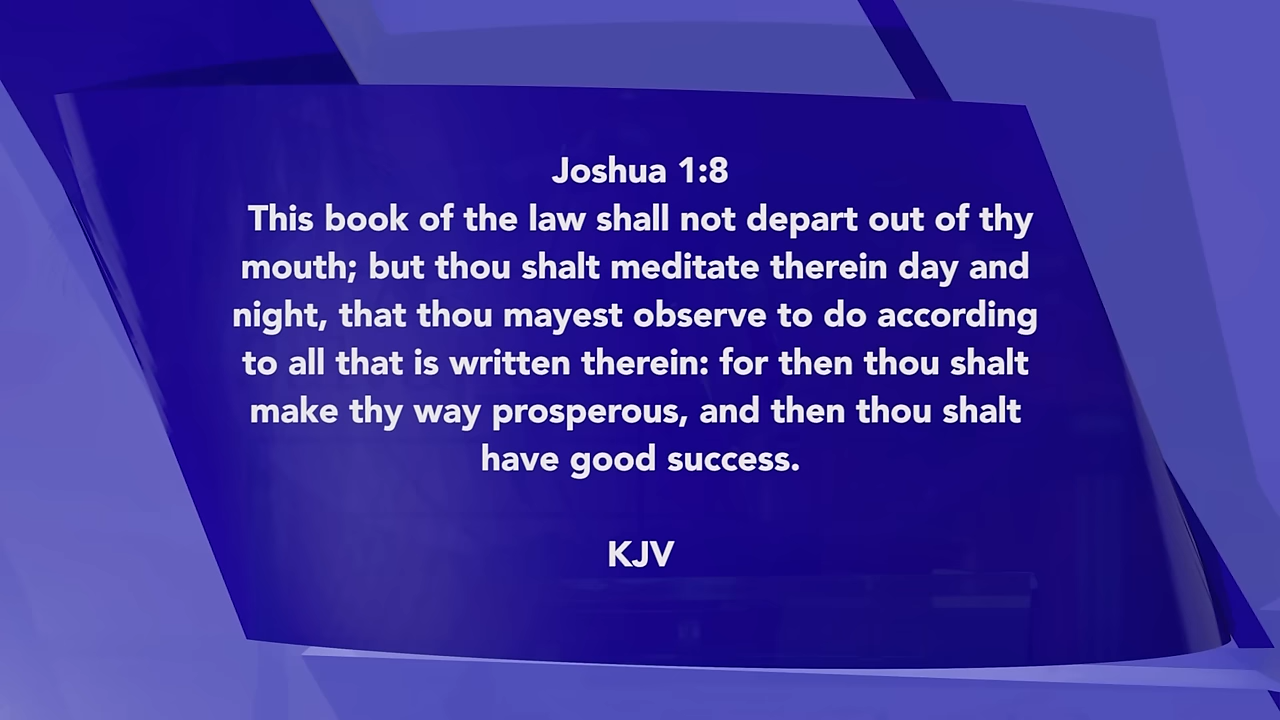 Joshua 1:8
This book of the law shall not depart out of thy
mouth; but thou shalt meditate therein day and
night, that thou mayest observe to do according
to all that is written therein: for then thou shalt
make thy way prosperous, and then thou shalt
have good success.
KJV